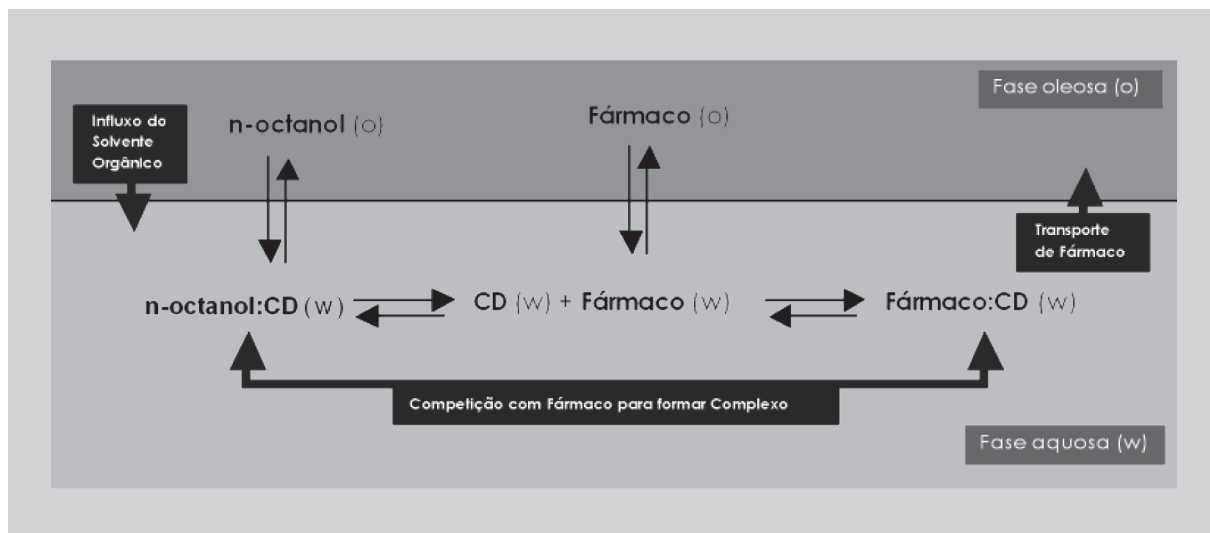 Fase oleosa (o)
Influxo do
Solvente
Orgânico
n-octanol (o)
Fármaco (o)
Transporte
de Fármaco
n-octanol:CD (w)
CD (w) + Fármaco (w)
Fármaco:CD (w)
Competição com Fármaco para formar Complexo
Fase aquosa (w)